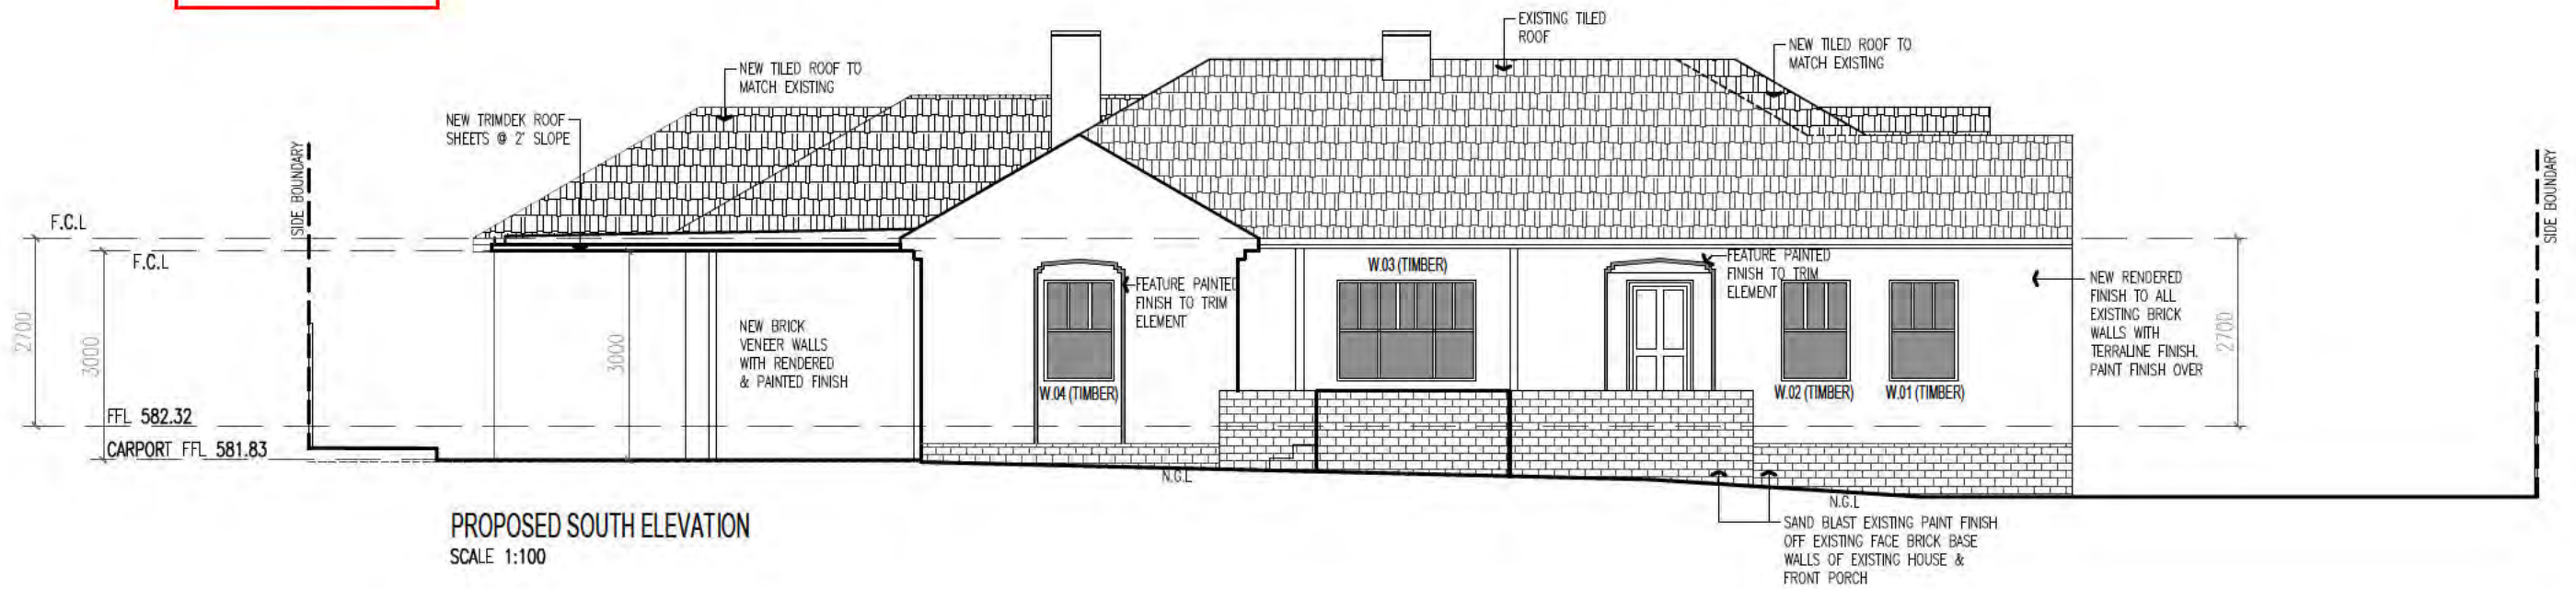 EXISTING TILED
ROOF
NEW TILED ROOF TO
MATCH EXISTING
NEW TILED ROOF TO
MATCH EXISTING
NEW TRIMDEK ROOF
SHEETS @ 2° SLOPE
SIDE BOUNDARY
SIDE BOUNDARY
F.C.L
F.C.L
2700
3000
3000
NEW BRICK
VENEER WALLS
WITH RENDERED
& PAINTED FINISH
FEATURE PAINTED
FINISH TO TRIM
ELEMENT
W.04 (TIMBER)
W.03 (TIMBER)
FEATURE PAINTED
FINISH TO TRIM
ELEMENT
W.02 (TIMBER)
W.01 (TIMBER)
NEW RENDERED
FINISH TO ALL
EXISTING BRICK
WALLS WITH
TERRALINE FINISH.
PAINT FINISH OVER
2700
FFL 582.32
CARPORT FFL 581.83
N.G.L
N.G.L
SAND BLAST EXISTING PAINT FINISH
OFF EXISTING FACE BRICK BASE
WALLS OF EXISTING HOUSE &
FRONT PORCH
PROPOSED SOUTH ELEVATION
SCALE 1:100